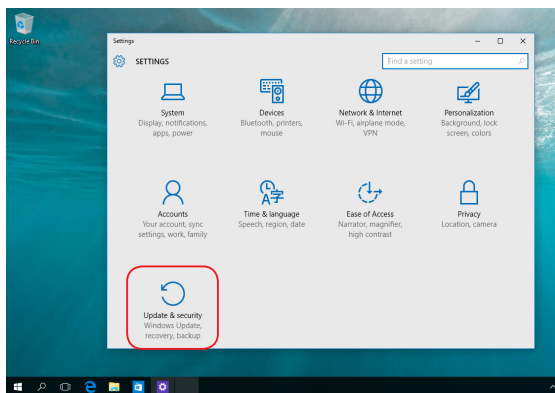 Recycle Bin
Settings
SETTINGS
Find a setting
System
Display, notifications,
apps, power
Devices
Bluetooth, printers,
mouse
Network & Internet
Wi-Fi, airplane mode,
VPN
Personalization
Background, lock
screen, colors
Accounts
Your account, sync
settings, work, family
Time & language
Speech, region, date
Ease of Access
Narrator, magnifier,
high contrast
Privacy
Location, camera
Update & security
Windows Update,
recovery, backup